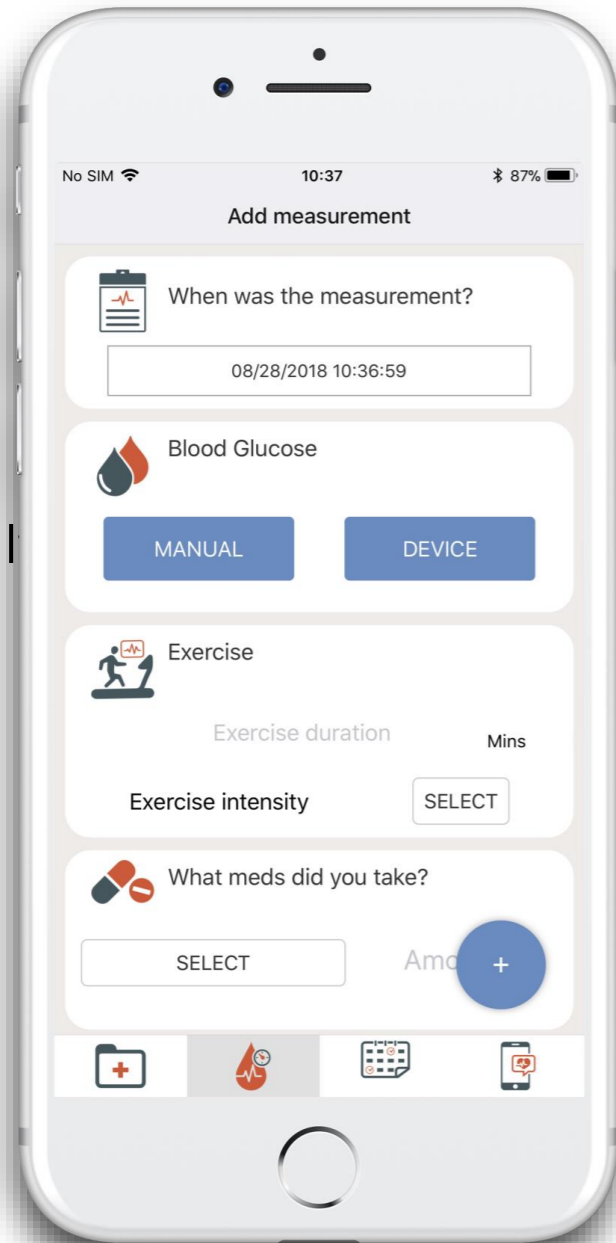 No SIM 10:37 87%
Add measurement
When was the measurement?
08/28/2018 10:36:59
Blood Glucose
MANUAL DEVICE
Exercise
Exercise duration Mins
Exercise intensity SELECT
What meds did you take?
SELECT +